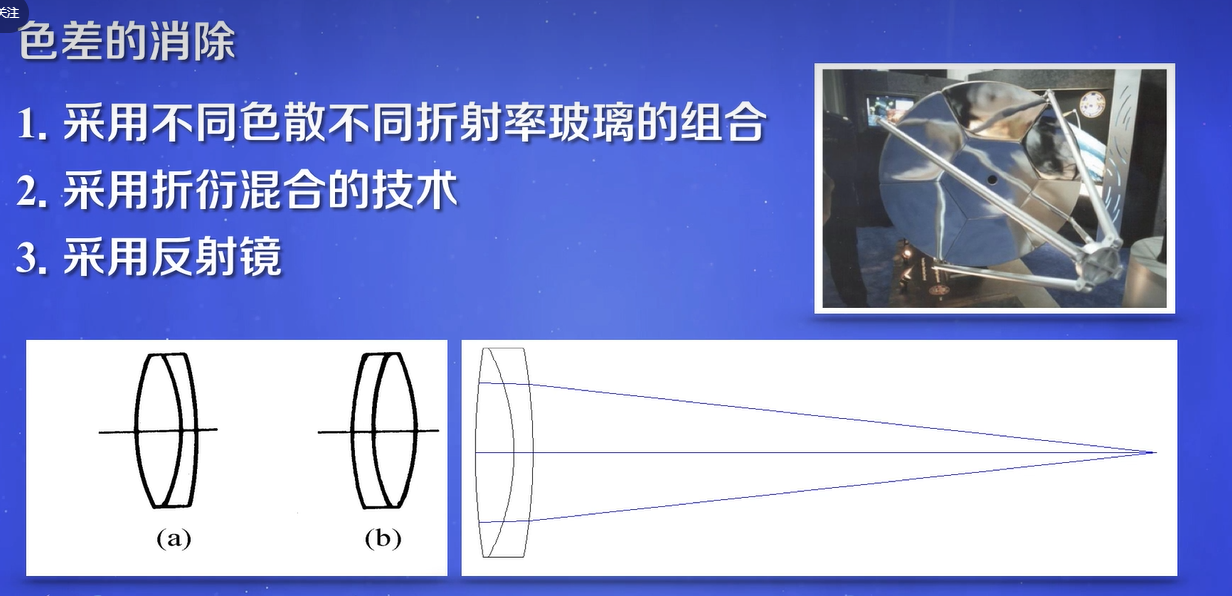 关注
色差的消除
1. 采用不同色散不同折射率玻璃的组合
2. 采用折衍混合的技术
3. 采用反射镜
(a)
(b)